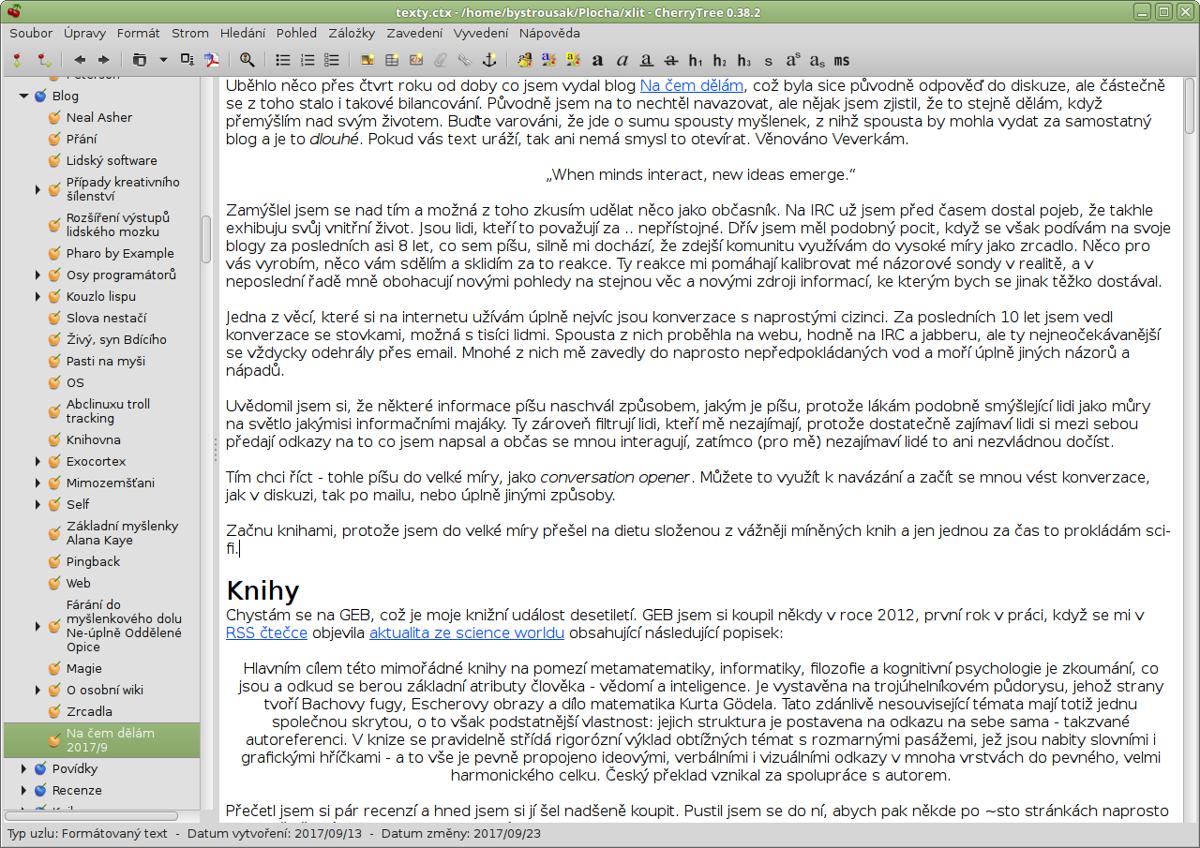 texty.ctx - /home/bystrousak/Plocha/xlit - CherryTree 0.38.2
Soubor Úpravy Formát Strom Hledání Pohled Záložky Zavedení Vyvedení Nápověda
a a a a h₁ h₂ h₃ s aˢ aₛ ms
Blog
Neal Asher
Přání
Lidský software
Případy kreativního
šílenství
Rozšíření výstupů
lidského mozku
Pharo by Example
Osy programátorů
Kouzlo lispu
Slova nestačí
Živý, syn Bdícího
Pasti na myši
OS
Abclinuxu troll
tracking
Knihovna
Exocortex
Mimozemšťani
Self
Základní myšlenky
Alana Kaye
Pingback
Web
Fárání do
myšlenkového dolu
Ne-úplně Oddělené
Opice
Magie
O osobní wiki
Zrcadla
Na čem dělám
2017/9
Povídky
Recenze
Uběhlo něco přes čtvrt roku od doby co jsem vydal blog Na čem dělám, což byla sice původně odpověď do diskuze, ale částečně
se z toho stalo i takové bilancování. Původně jsem na to nechtěl navazovat, ale nějak jsem zjistil, že to stejně dělám, když
přemýšlím nad svým životem. Buďte varováni, že jde o sumu spousty myšlenek, z nihž spousta by mohla vydat za samostatný
blog a je to dlouhé. Pokud vás text uráží, tak ani nemá smysl to otevírat. Věnováno Veverkám.
„When minds interact, new ideas emerge.“
Zamýšlel jsem se nad tím a možná z toho zkusím udělat něco jako občasník. Na IRC už jsem před časem dostal pojeb, že takhle
exhibuju svůj vnitřní život. Jsou lidi, kteří to považují za .. nepřístojné. Dřív jsem měl podobný pocit, když se však podívám na svoje
blogy za posledních asi 8 let, co sem píšu, silně mi dochází, že zdejší komunitu využívám do vysoké míry jako zrcadlo. Něco pro
vás vyrobím, něco vám sdělím a sklidím za to reakce. Ty reakce mi pomáhají kalibrovat mé názorové sondy v realitě, a v
neposlední řadě mně obohacují novými pohledy na stejnou věc a novými zdroji informací, ke kterým bych se jinak těžko dostával.
Jedna z věcí, které si na internetu užívám úplně nejvíc jsou konverzace s naprostými cizinci. Za posledních 10 let jsem vedl
konverzace se stovkami, možná s tisíci lidmi. Spousta z nich proběhla na webu, hodně na IRC a jabberu, ale ty nejneočekávanější
se vždycky odehrály přes email. Mnohé z nich mě zavedly do naprosto nepředpokládaných vod a moří úplně jiných názorů a
nápadů.
Uvědomil jsem si, že některé informace píšu naschvál způsobem, jakým je píšu, protože lákám podobně smýšlející lidi jako můry
na světlo jakýmisi informačními majáky. Ty zároveň filtrují lidi, kteří mě nezajímají, protože dostatečně zajímaví lidi si mezi sebou
předají odkazy na to co jsem napsal a občas se mnou interagují, zatímco (pro mě) nezajímaví lidé to ani nezvládnou dočíst.
Tím chci říct - tohle píšu do velké míry, jako conversation opener. Můžete to využít k navázání a začít se mnou vést konverzace,
jak v diskuzi, tak po mailu, nebo úplně jinými způsoby.
Začnu knihami, protože jsem do velké míry přešel na dietu složenou z vážněji míněných knih a jen jednou za čas to prokládám sci-
fi.
Knihy
Chystám se na GEB, což je moje knižní událost desetiletí. GEB jsem si koupil někdy v roce 2012, první rok v práci, když se mi v
RSS čtečce objevila aktualita ze science worldu obsahující následující popisek:
Hlavním cílem této mimořádné knihy na pomezí metamatematiky, informatiky, filozofie a kognitivní psychologie je zkoumání, co
jsou a odkud se berou základní atributy člověka - vědomí a inteligence. Je vystavěna na trojúhelníkovém půdorysu, jehož strany
tvoří Bachovy fugy, Escherovy obrazy a dílo matematika Kurta Gödela. Tato zdánlivě nesouvisející témata mají totiž jednu
společnou skrytou, o to však podstatnější vlastnost: jejich struktura je postavena na odkazu na sebe sama - takzvané
autoreferenci. V knize se pravidelně střídá rigorózní výklad obtížných témat s rozmarnými pasážemi, jež jsou nabity slovními i
grafickými hříčkami - a to vše je pevně propojeno ideovými, verbálními i vizuálními odkazy v mnoha vrstvách do pevného, velmi
harmonického celku. Český překlad vznikal za spolupráce s autorem.
Přečetl jsem si pár recenzí a hned jsem si jí šel nadšeně koupit. Pustil jsem se do ní, abych pak někde po ~sto stránkách naprosto
Typ uzlu: Formátovaný text - Datum vytvoření: 2017/09/13 - Datum změny: 2017/09/23